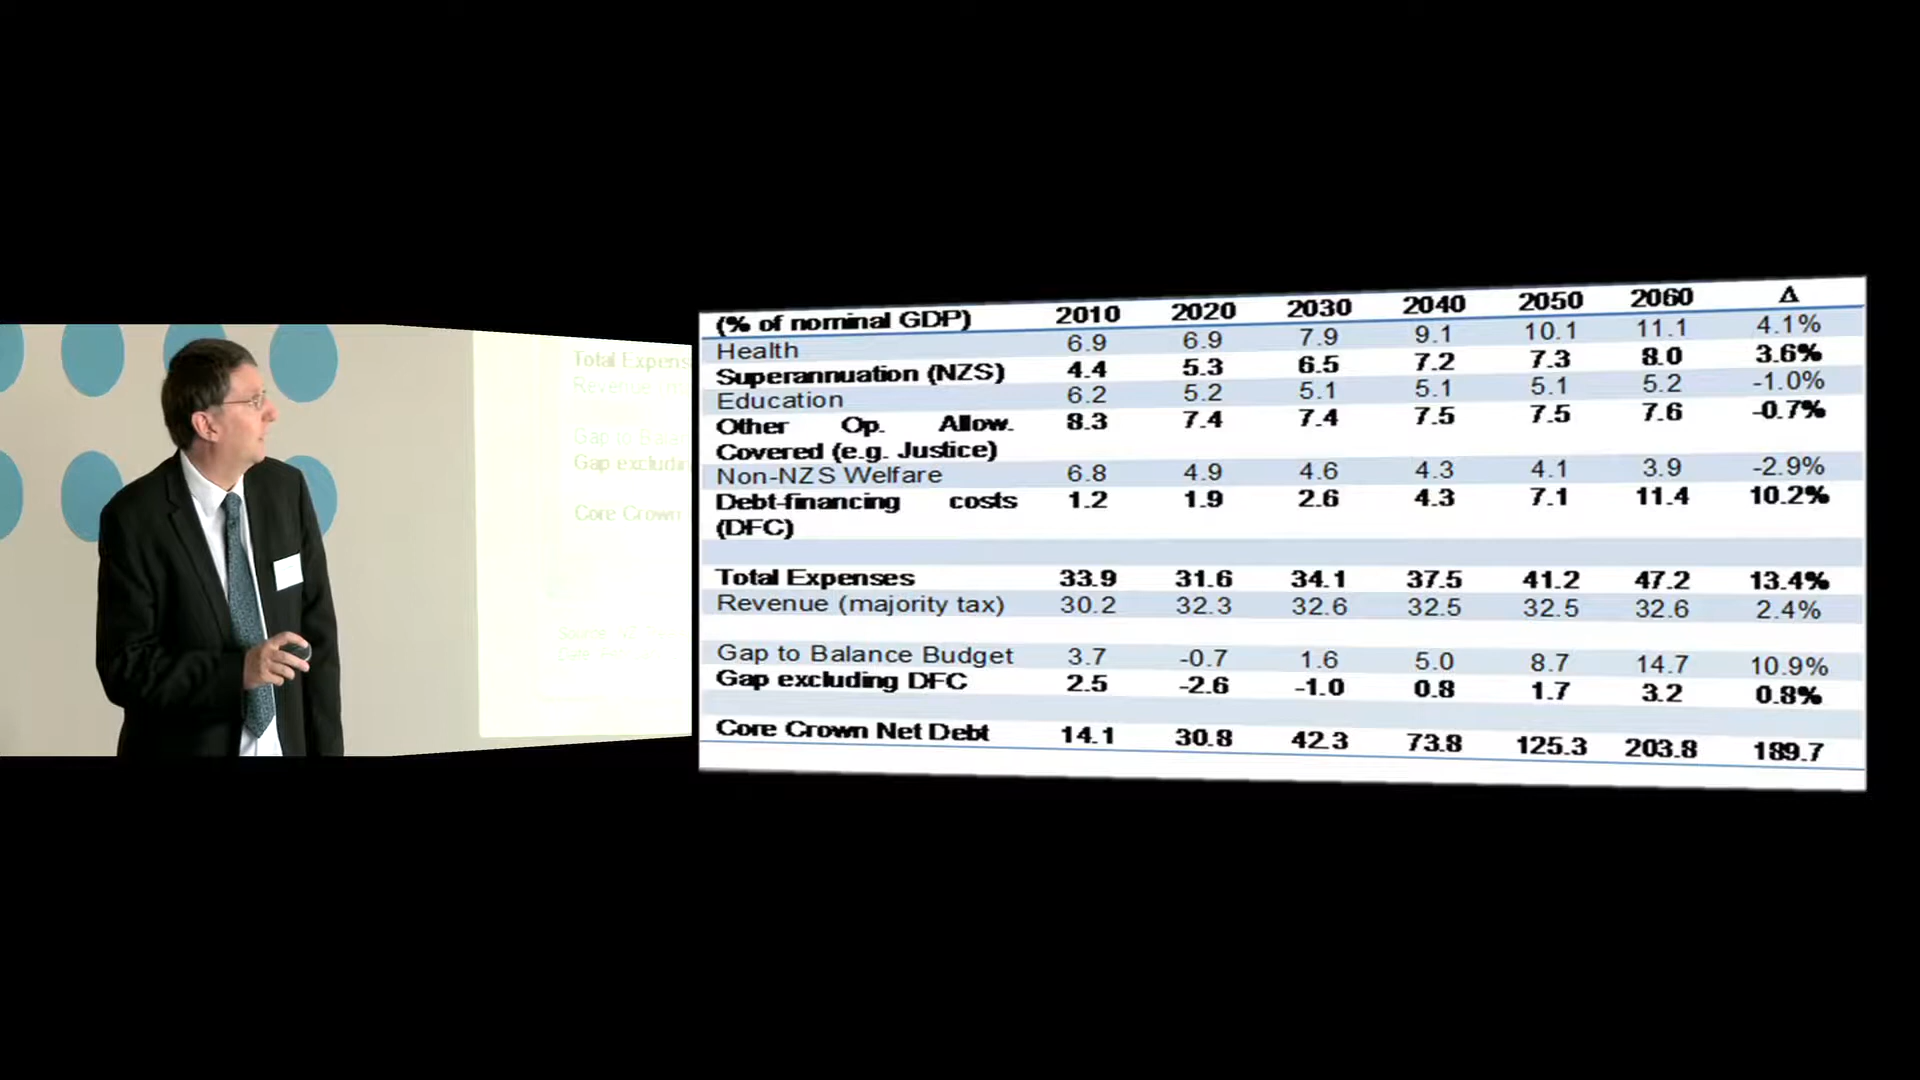 Total Expens
Revenue (m
Gap to Bala
Gap excludin
Core Crown
(% of nominal GDP) 2010 2020 2030 2040 2050 2060 Δ
Health 6.9 6.9 7.9 9.1 10.1 11.1 4.1%
Superannuation (NZS) 4.4 5.3 6.5 7.2 7.3 8.0 3.6%
Education 6.2 5.2 5.1 5.1 5.1 5.2 -1.0%
Other Op. Allow. 8.3 7.4 7.4 7.5 7.5 7.6 -0.7%
Covered (e.g. Justice)
Non-NZS Welfare 6.8 4.9 4.6 4.3 4.1 3.9 -2.9%
Debt-financing costs 1.2 1.9 2.6 4.3 7.1 11.4 10.2%
(DFC)
Total Expenses 33.9 31.6 34.1 37.5 41.2 47.2 13.4%
Revenue (majority tax) 30.2 32.3 32.6 32.5 32.5 32.6 2.4%
Gap to Balance Budget 3.7 -0.7 1.6 5.0 8.7 14.7 10.9%
Gap excluding DFC 2.5 -2.6 -1.0 0.8 1.7 3.2 0.8%
Core Crown Net Debt 14.1 30.8 42.3 73.8 125.3 203.8 189.7